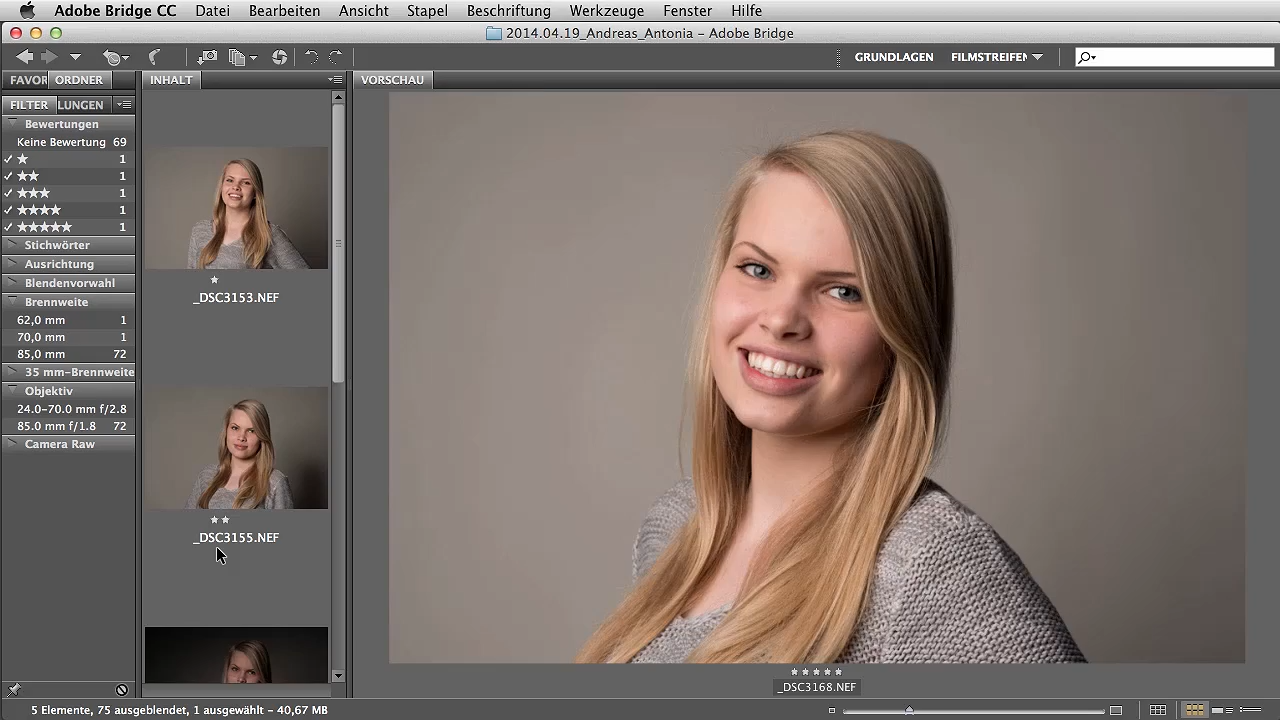 Adobe Bridge CC Datei Bearbeiten Ansicht Stapel Beschriftung Werkzeuge Fenster Hilfe
2014.04.19_Andreas_Antonia – Adobe Bridge
GRUNDLAGEN FILMSTREIFEN
FAVOR ORDNER INHALT VORSCHAU
FILTER LUNGEN
Bewertungen
Keine Bewertung 69
✓ ★ 1
✓ ★★ 1
✓ ★★★ 1
✓ ★★★★ 1
✓ ★★★★★ 1
Stichwörter
Ausrichtung
Blendenvorwahl
Brennweite
62,0 mm 1
70,0 mm 1
85,0 mm 72
35 mm-Brennweite
Objektiv
24.0-70.0 mm f/2.8
85.0 mm f/1.8 72
Camera Raw
★
_DSC3153.NEF
★★
_DSC3155.NEF
★★★★★
_DSC3168.NEF
5 Elemente, 75 ausgeblendet, 1 ausgewählt – 40,67 MB